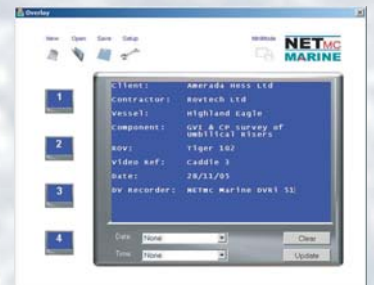 Overlay
New Open Save Setup MiniMode
NETMC
MARINE
1
2
3
4
Client: Amerada Hess Ltd
Contractor: Rovtech Ltd
Vessel: Highland Eagle
Component: GVI & CP survey of
Umbilical Risers
ROV: Tiger 102
Video Ref: Caddie 3
Date: 28/11/05
DV Recorder: NETmc Marine DVRi S1
Date None Clear
Time None Update